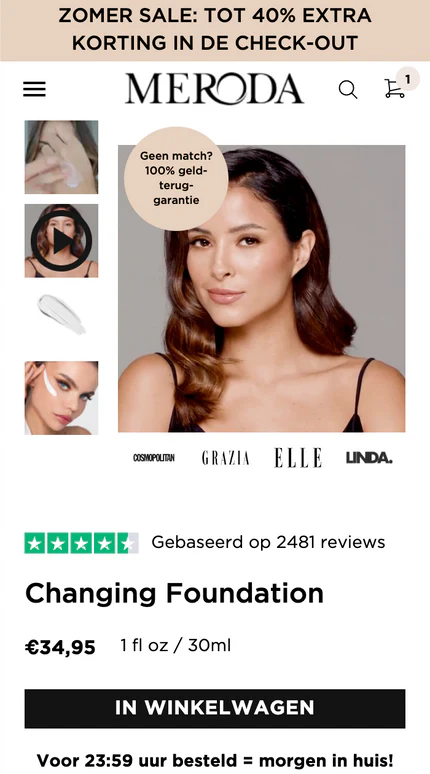 ZOMER SALE: TOT 40% EXTRA
KORTING IN DE CHECK-OUT
MERODA
1
Geen match?
100% geld-
terug-
garantie
COSMOPOLITAN GRAZIA ELLE LINDA.
Gebaseerd op 2481 reviews
Changing Foundation
€34,95 1 fl oz / 30ml
IN WINKELWAGEN
Voor 23:59 uur besteld = morgen in huis!